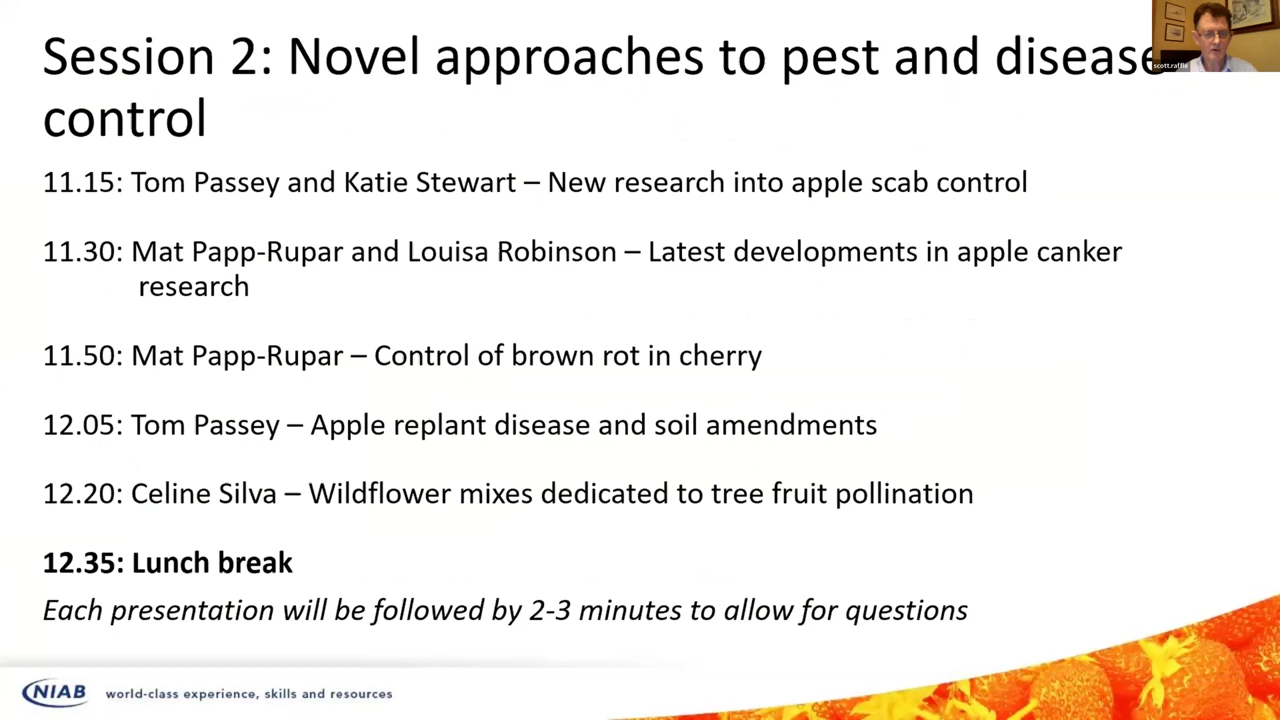 Session 2: Novel approaches to pest and disease
control
scott.raffle
11.15: Tom Passey and Katie Stewart – New research into apple scab control
11.30: Mat Papp-Rupar and Louisa Robinson – Latest developments in apple canker
research
11.50: Mat Papp-Rupar – Control of brown rot in cherry
12.05: Tom Passey – Apple replant disease and soil amendments
12.20: Celine Silva – Wildflower mixes dedicated to tree fruit pollination
12.35: Lunch break
Each presentation will be followed by 2-3 minutes to allow for questions
NIAB world-class experience, skills and resources